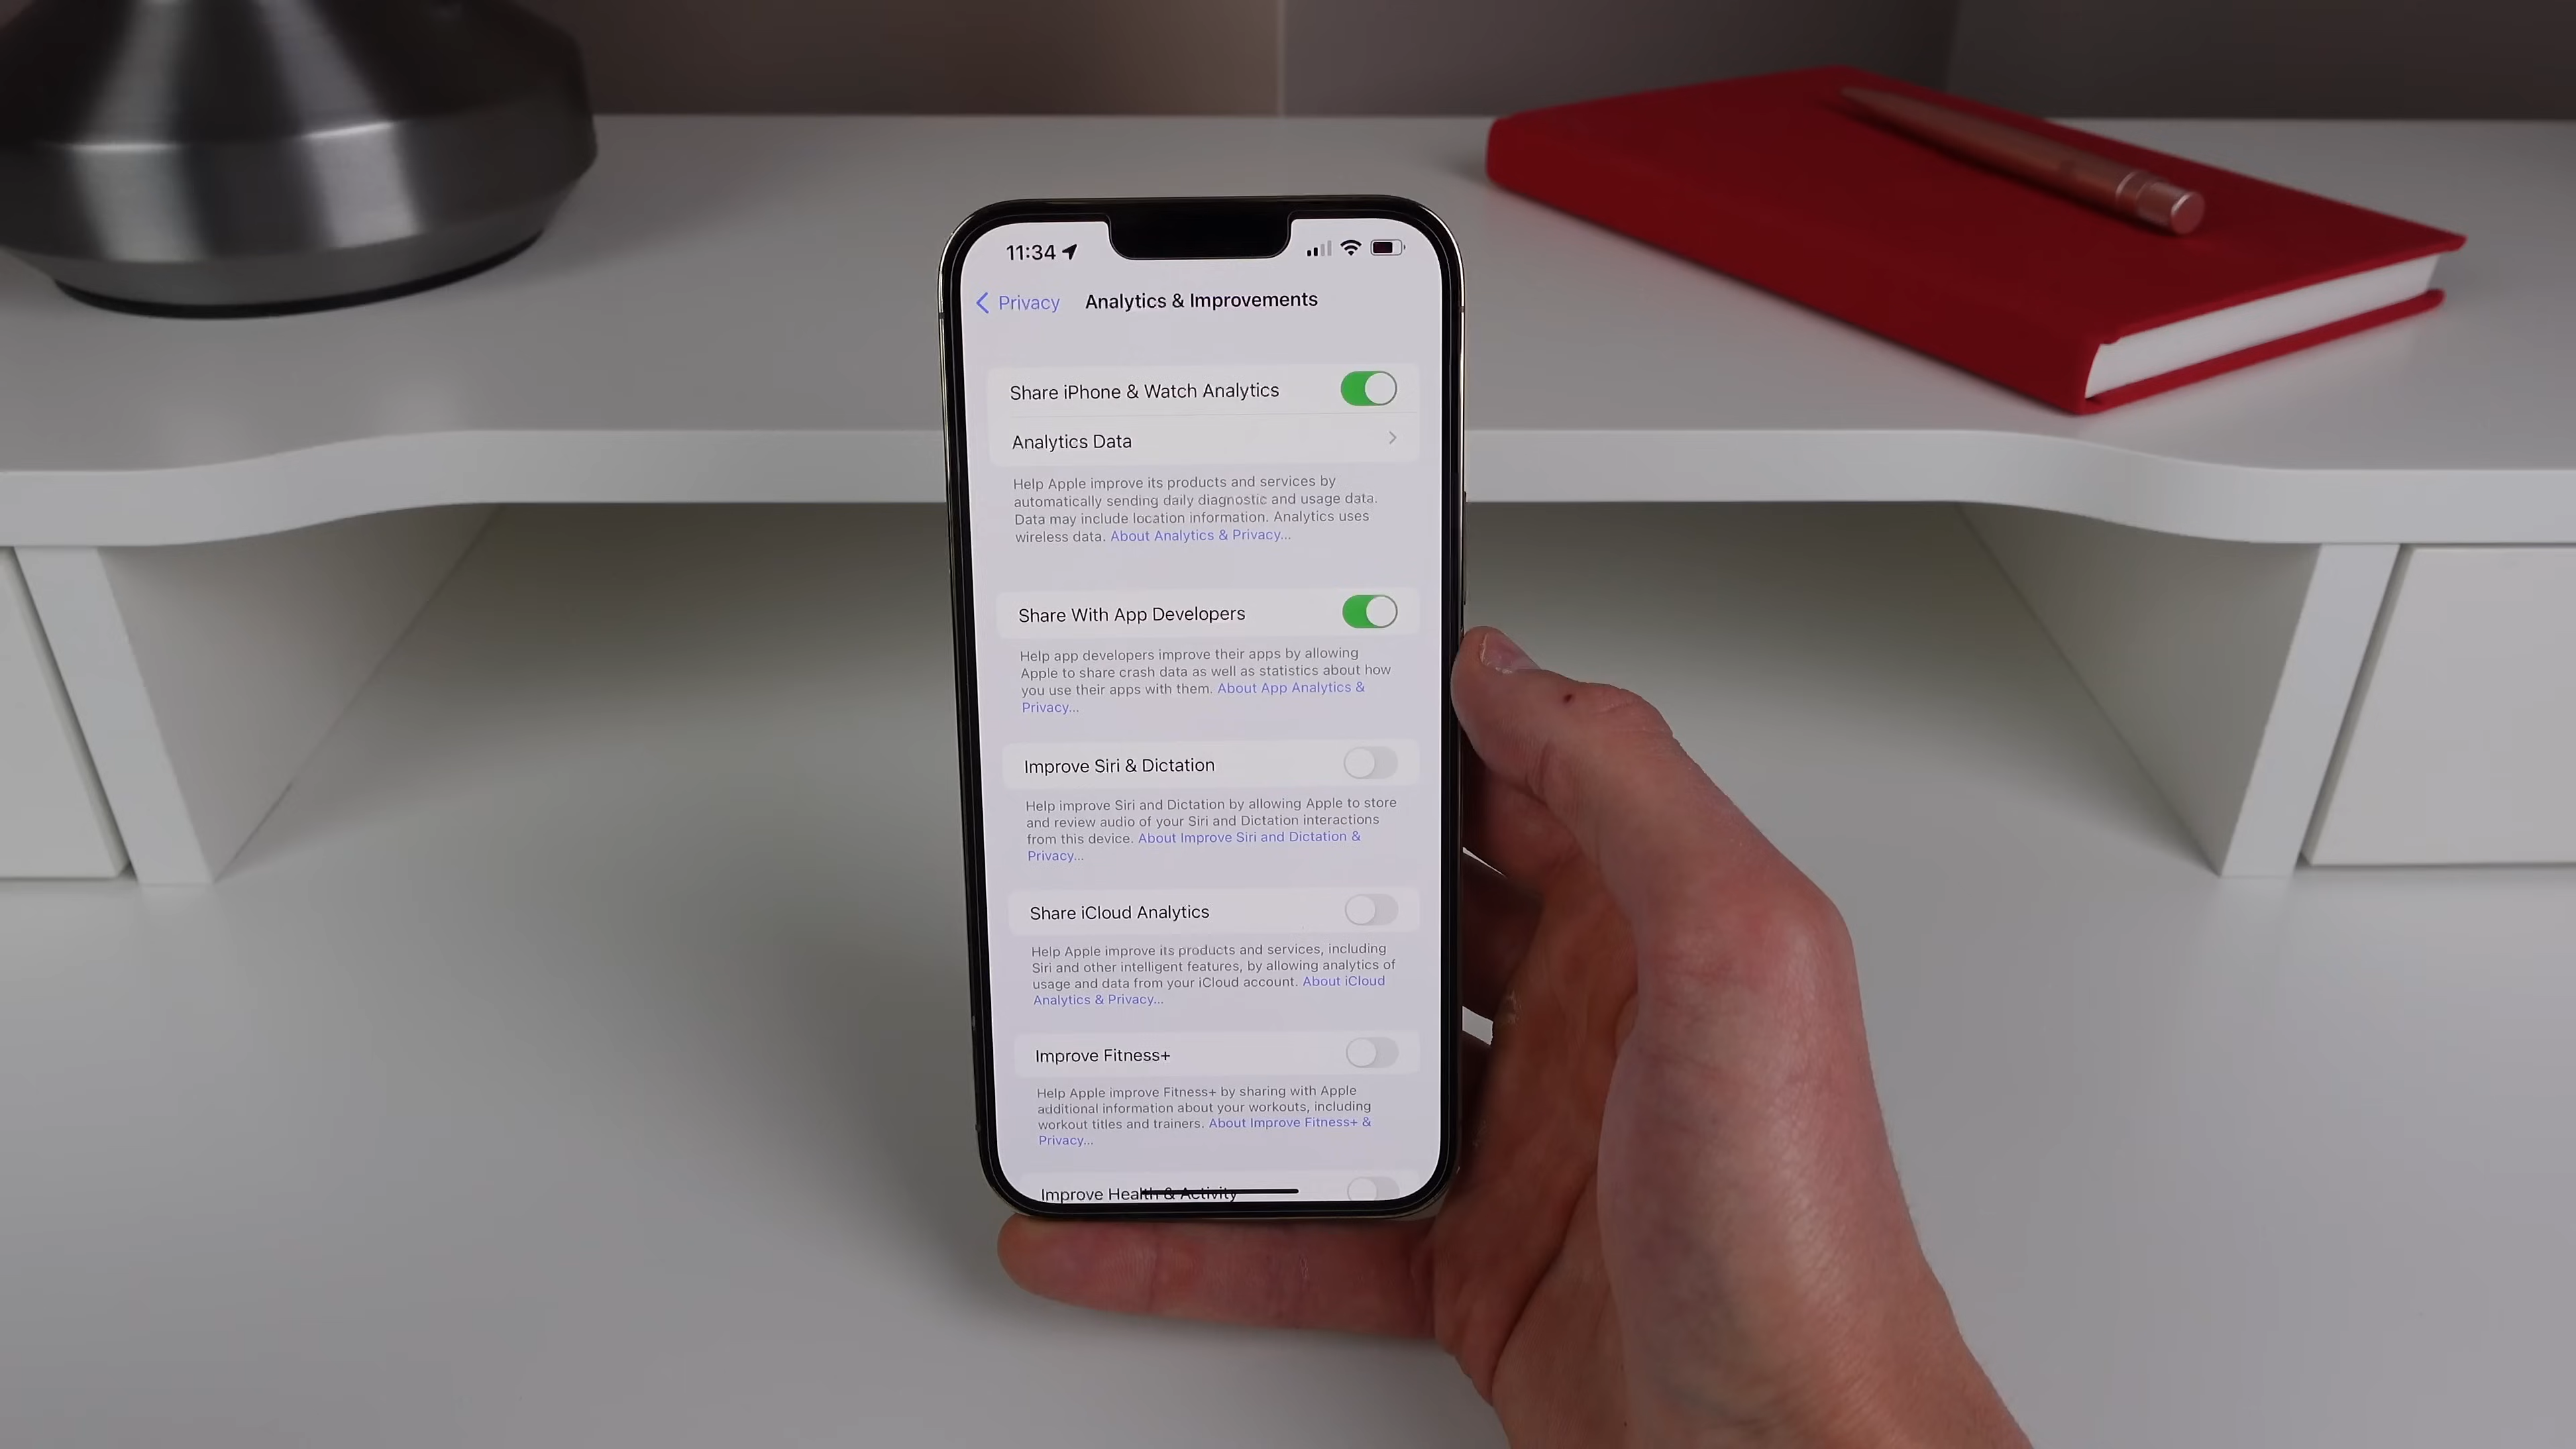 11:34
Privacy
Analytics & Improvements
Share iPhone & Watch Analytics
Analytics Data
Help Apple improve its products and services by
automatically sending daily diagnostic and usage data.
Data may include location information. Analytics uses
wireless data. About Analytics & Privacy...
Share With App Developers
Help app developers improve their apps by allowing
Apple to share crash data as well as statistics about how
you use their apps with them. About App Analytics &
Privacy...
Improve Siri & Dictation
Help improve Siri and Dictation by allowing Apple to store
and review audio of your Siri and Dictation interactions
from this device. About Improve Siri and Dictation &
Privacy...
Share iCloud Analytics
Help Apple improve its products and services, including
Siri and other intelligent features, by allowing analytics of
usage and data from your iCloud account. About iCloud
Analytics & Privacy...
Improve Fitness+
Help Apple improve Fitness+ by sharing with Apple
additional information about your workouts, including
workout titles and trainers. About Improve Fitness+ &
Privacy...
Improve Health & Activity